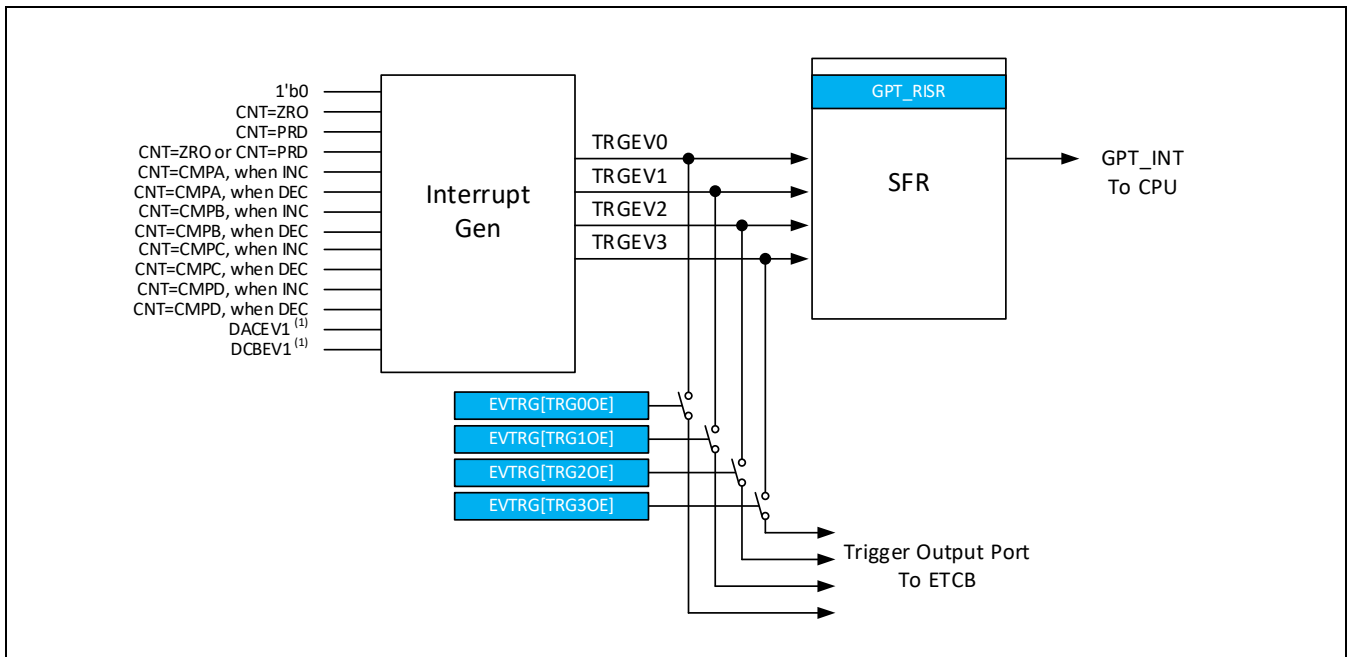 1'b0
CNT=ZRO
CNT=PRD
CNT=ZRO or CNT=PRD
CNT=CMPA, when INC
CNT=CMPA, when DEC
CNT=CMPB, when INC
CNT=CMPB, when DEC
CNT=CMPC, when INC
CNT=CMPC, when DEC
CNT=CMPD, when INC
CNT=CMPD, when DEC
DACEV1 (1)
DCBEV1 (1)
Interrupt
Gen
TRGEV0
TRGEV1
TRGEV2
TRGEV3
GPT_RISR
SFR
GPT_INT
To CPU
EVTRG[TRG0OE]
EVTRG[TRG1OE]
EVTRG[TRG2OE]
EVTRG[TRG3OE]
Trigger Output Port
To ETCB